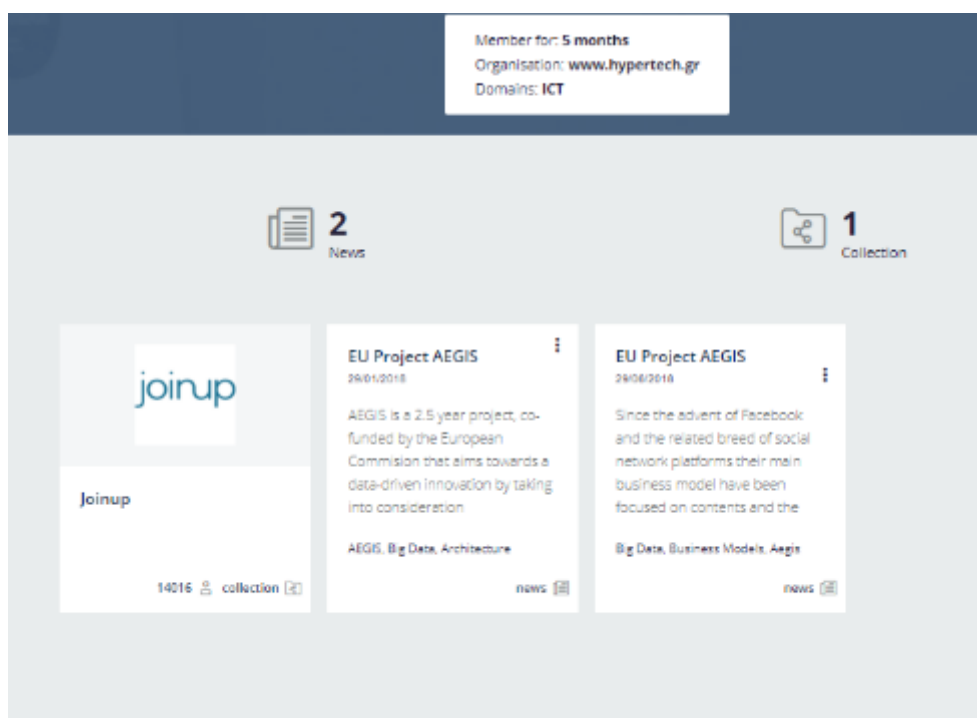 Member for: 5 months
Organisation: www.hypertech.gr
Domains: ICT
2
News
1
Collection
joinup
Joinup
14016 collection
EU Project AEGIS
29/01/2018
AEGIS is a 2.5 year project, co-
funded by the European
Commision that aims towards a
data-driven innovation by taking
into consideration
AEGIS, Big Data, Architecture
news
EU Project AEGIS
29/06/2018
Since the advent of Facebook
and the related breed of social
network platforms their main
business model have been
focused on contents and the
Big Data, Business Models, Aegis
news